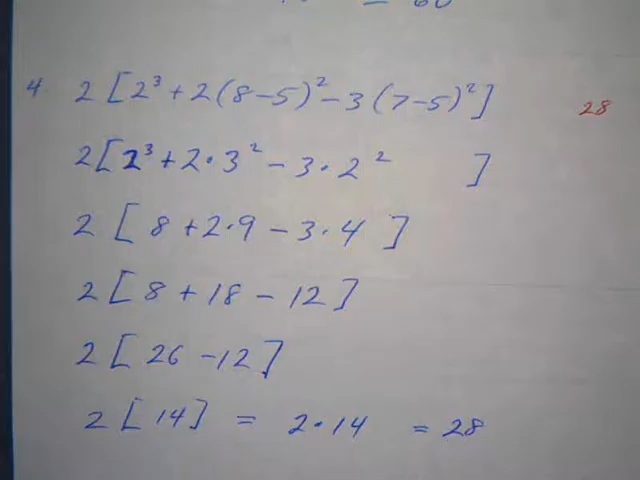 = 60
4. 2[2³+2(8-5)²-3(7-5)²] 28
2[2³+2·3²-3·2² ]
2[8+2·9-3·4]
2[8+18-12]
2[26-12]
2[14] = 2·14 = 28